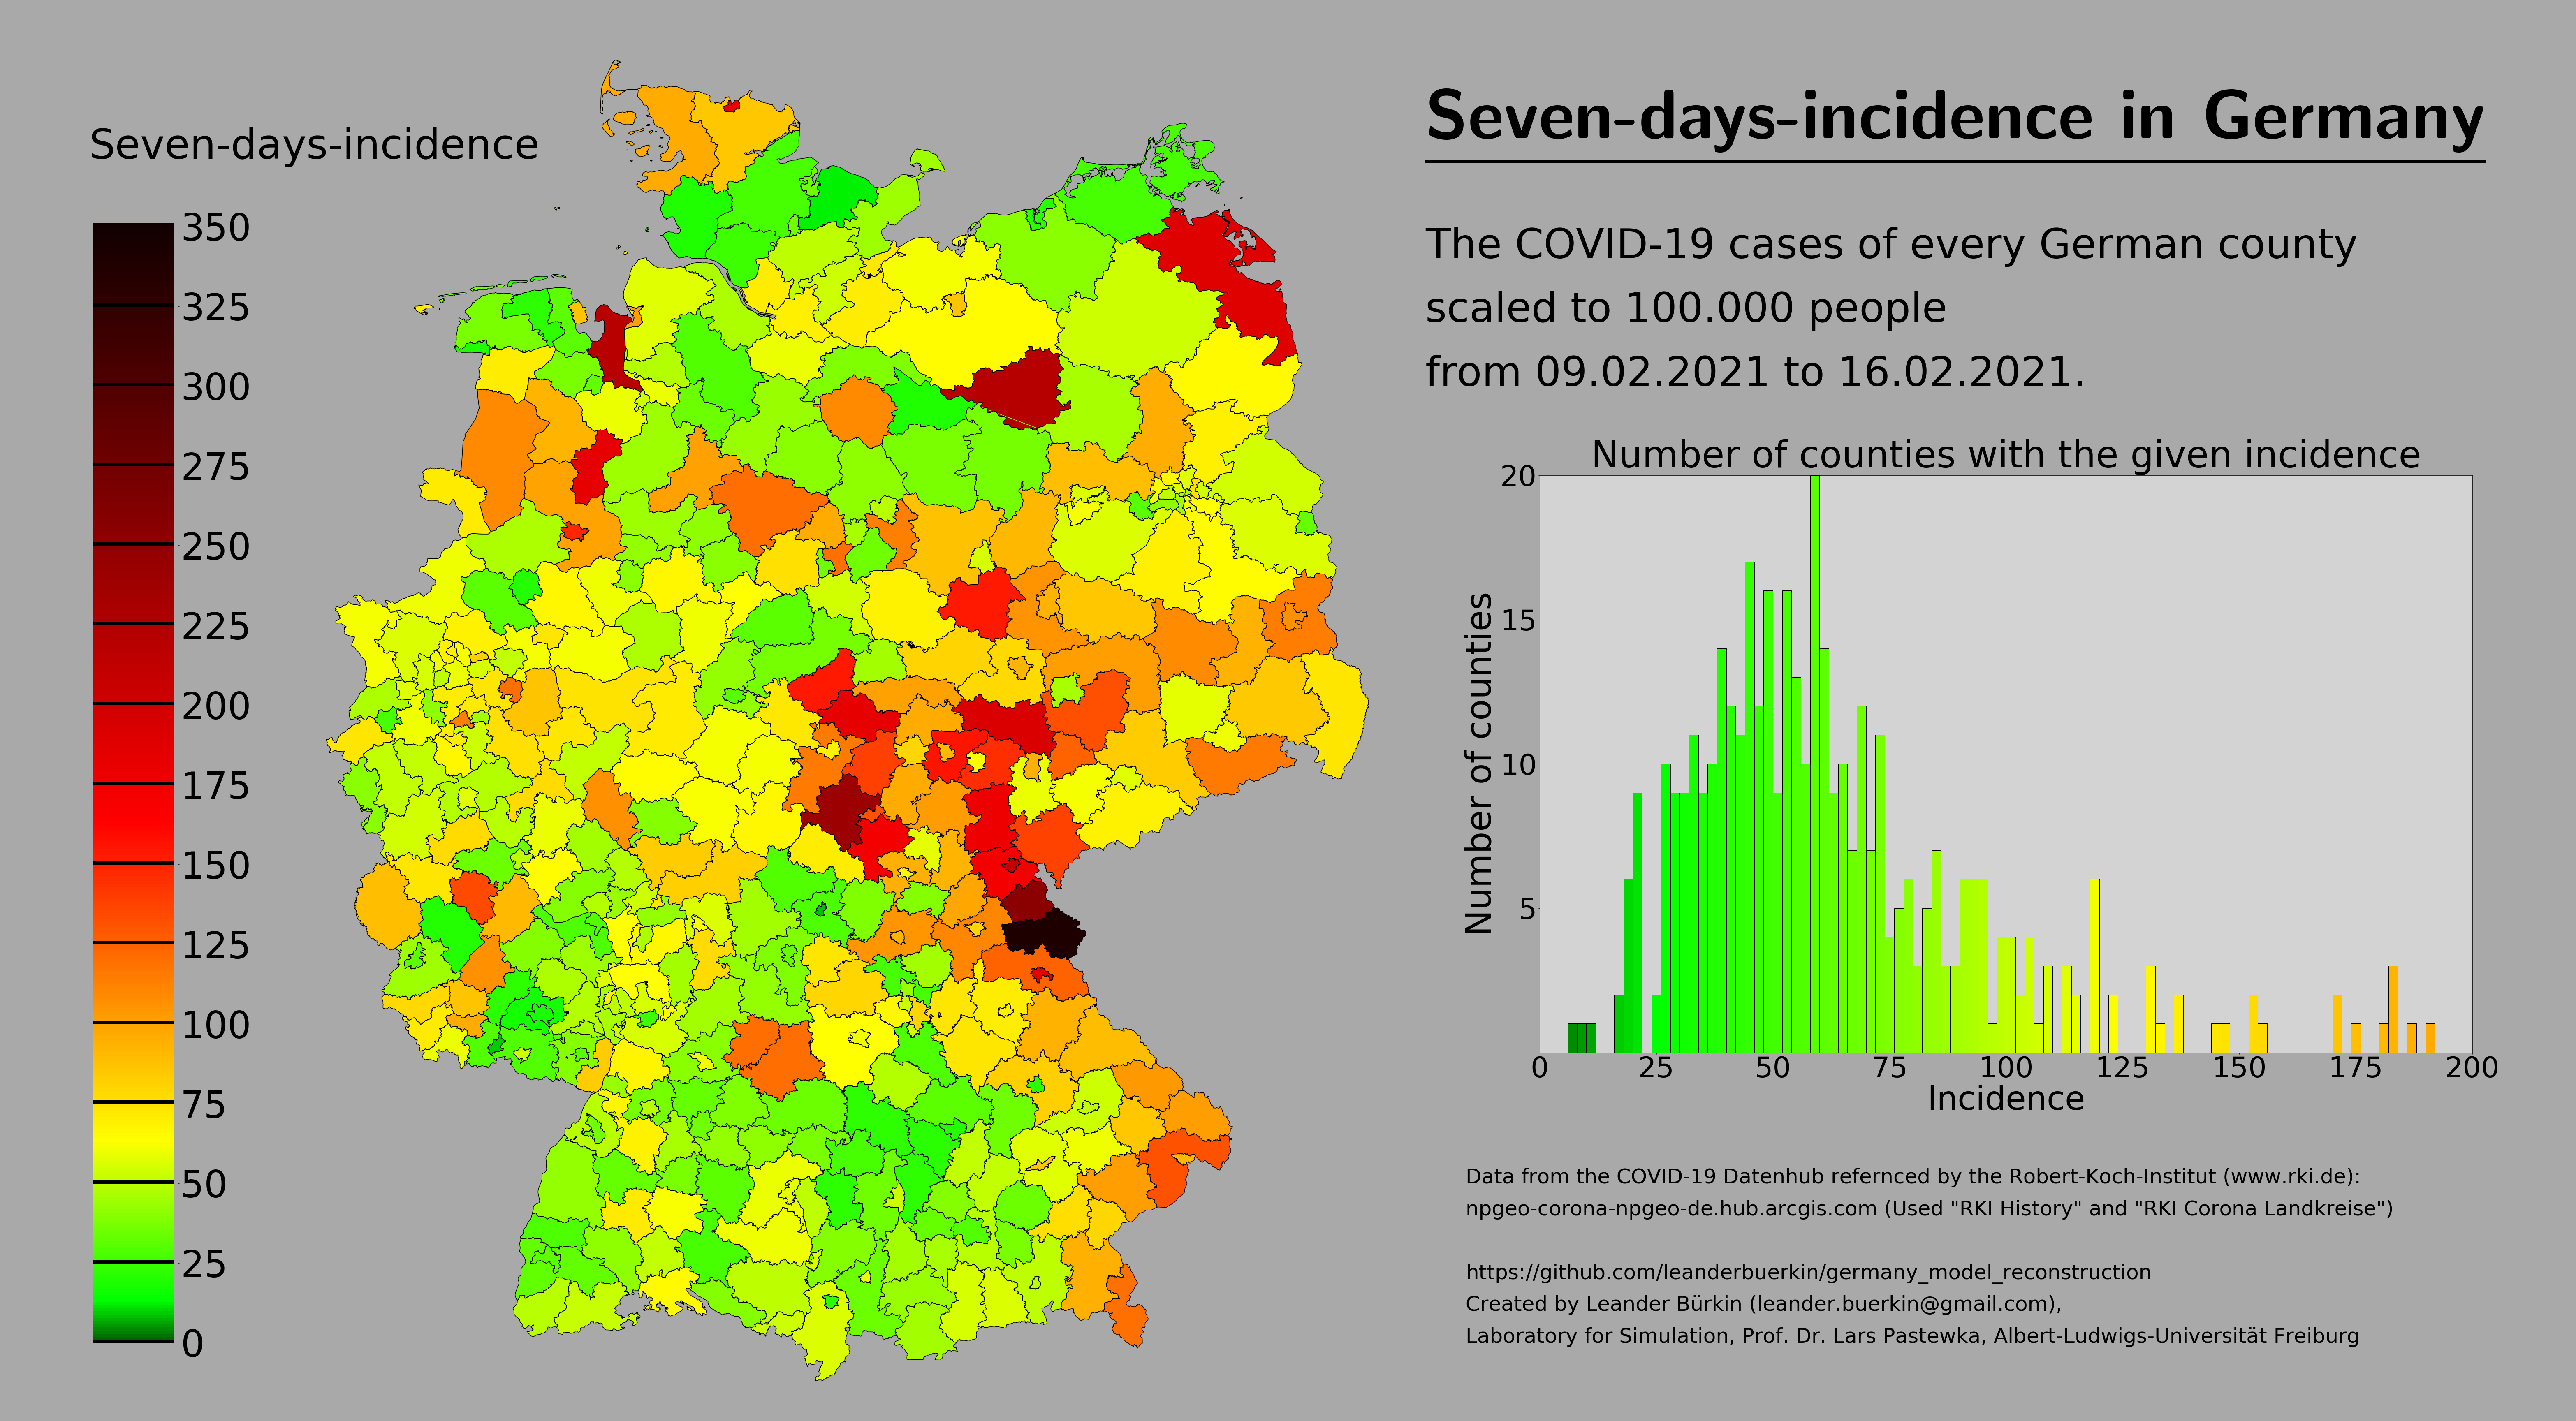 Seven-days-incidence in Germany
Seven-days-incidence
350
325
300
275
250
225
200
175
150
125
100
75
50
25
0
The COVID-19 cases of every German county
scaled to 100.000 people
from 09.02.2021 to 16.02.2021.
Number of counties with the given incidence
Number of counties
20
15
10
5
0 25 50 75 100 125 150 175 200
Incidence
Data from the COVID-19 Datenhub refernced by the Robert-Koch-Institut (www.rki.de):
npgeo-corona-npgeo-de.hub.arcgis.com (Used "RKI History" and "RKI Corona Landkreise")
https://github.com/leanderbuerkin/germany_model_reconstruction
Created by Leander Bürkin (leander.buerkin@gmail.com),
Laboratory for Simulation, Prof. Dr. Lars Pastewka, Albert-Ludwigs-Universität Freiburg